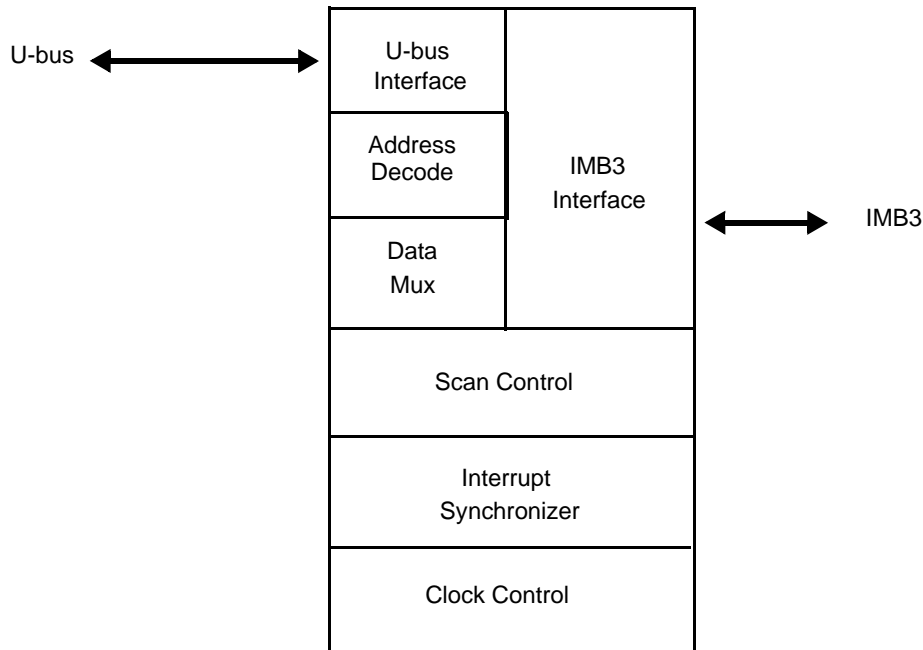 U-bus
U-bus
Interface
Address
Decode
IMB3
Interface
IMB3
Data
Mux
Scan Control
Interrupt
Synchronizer
Clock Control